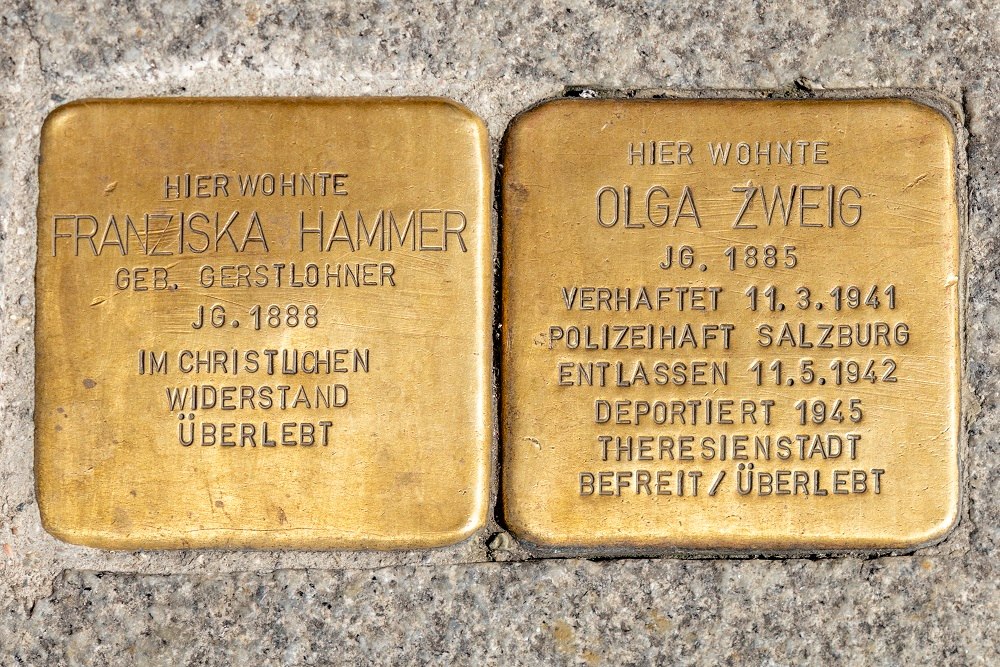 HIER WOHNTE
FRANZISKA HAMMER
GEB. GERSTLOHNER
JG. 1888
IM CHRISTLICHEN
WIDERSTAND
ÜBERLEBT
HIER WOHNTE
OLGA ZWEIG
JG. 1885
VERHAFTET 11.3.1941
POLIZEIHAFT SALZBURG
ENTLASSEN 11.5.1942
DEPORTIERT 1945
THERESIENSTADT
BEFREIT/ÜBERLEBT